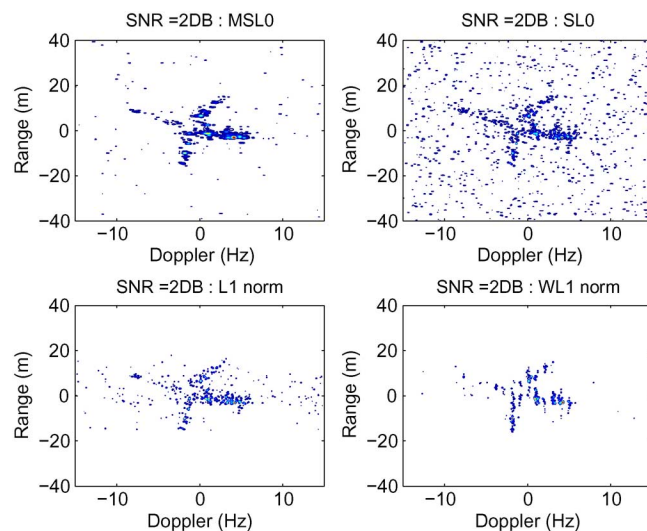 SNR =2DB : MSL0
SNR =2DB : SL0
40
20
0
−20
−40
Range (m)
−10
0
10
Doppler (Hz)
40
20
0
−20
−40
Range (m)
−10
0
10
Doppler (Hz)
SNR =2DB : L1 norm
SNR =2DB : WL1 norm
40
20
0
−20
−40
Range (m)
−10
0
10
Doppler (Hz)
40
20
0
−20
−40
Range (m)
−10
0
10
Doppler (Hz)